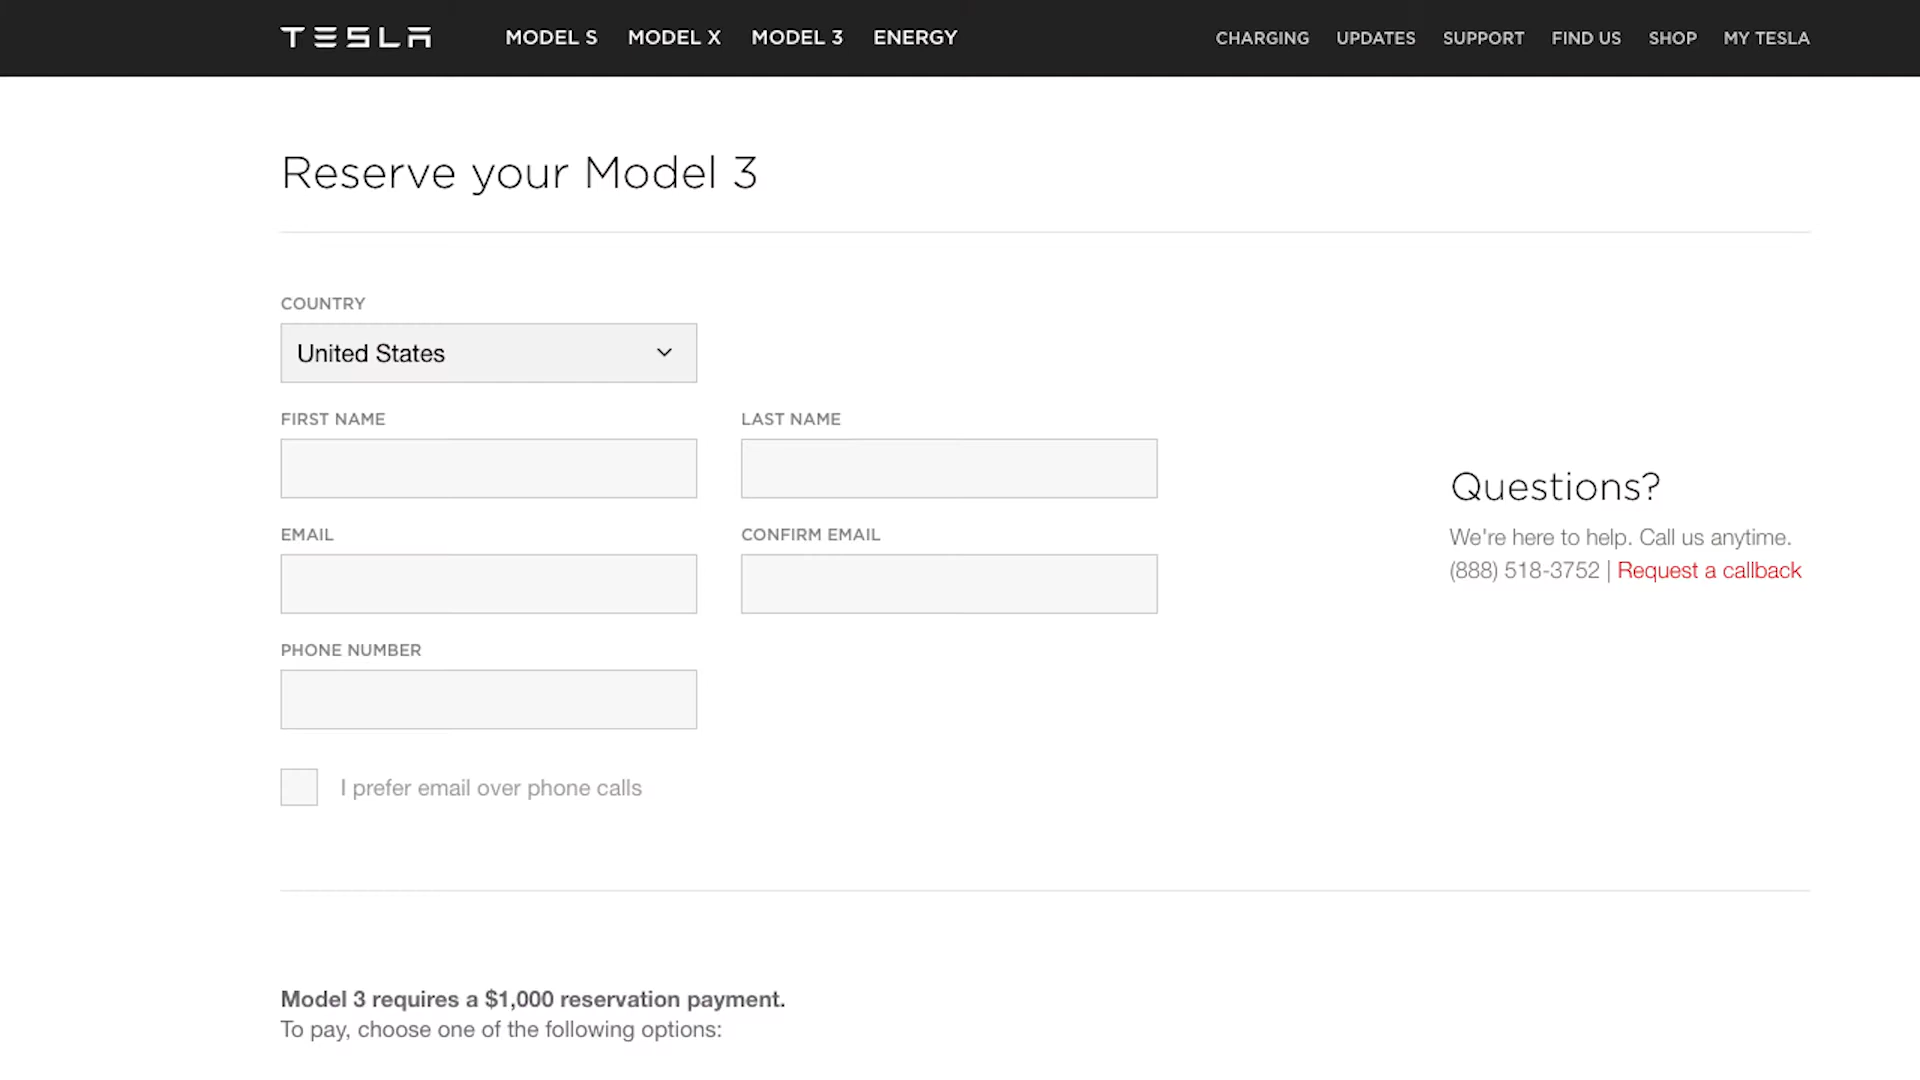 TESLA MODEL S MODEL X MODEL 3 ENERGY CHARGING UPDATES SUPPORT FIND US SHOP MY TESLA
Reserve your Model 3
COUNTRY
United States
FIRST NAME LAST NAME
EMAIL CONFIRM EMAIL
PHONE NUMBER
I prefer email over phone calls
Questions?
We're here to help. Call us anytime.
(888) 518-3752 | Request a callback
Model 3 requires a $1,000 reservation payment.
To pay, choose one of the following options: